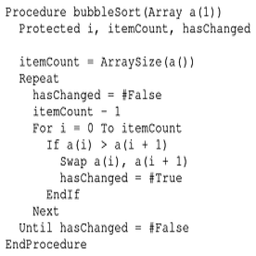 Procedure bubbleSort(Array a(1))
  Protected i, itemCount, hasChanged

  itemCount = ArraySize(a())
  Repeat
    hasChanged = #False
    itemCount - 1
    For i = 0 To itemCount
      If a(i) > a(i + 1)
        Swap a(i), a(i + 1)
        hasChanged = #True
      EndIf
    Next
  Until hasChanged = #False
EndProcedure